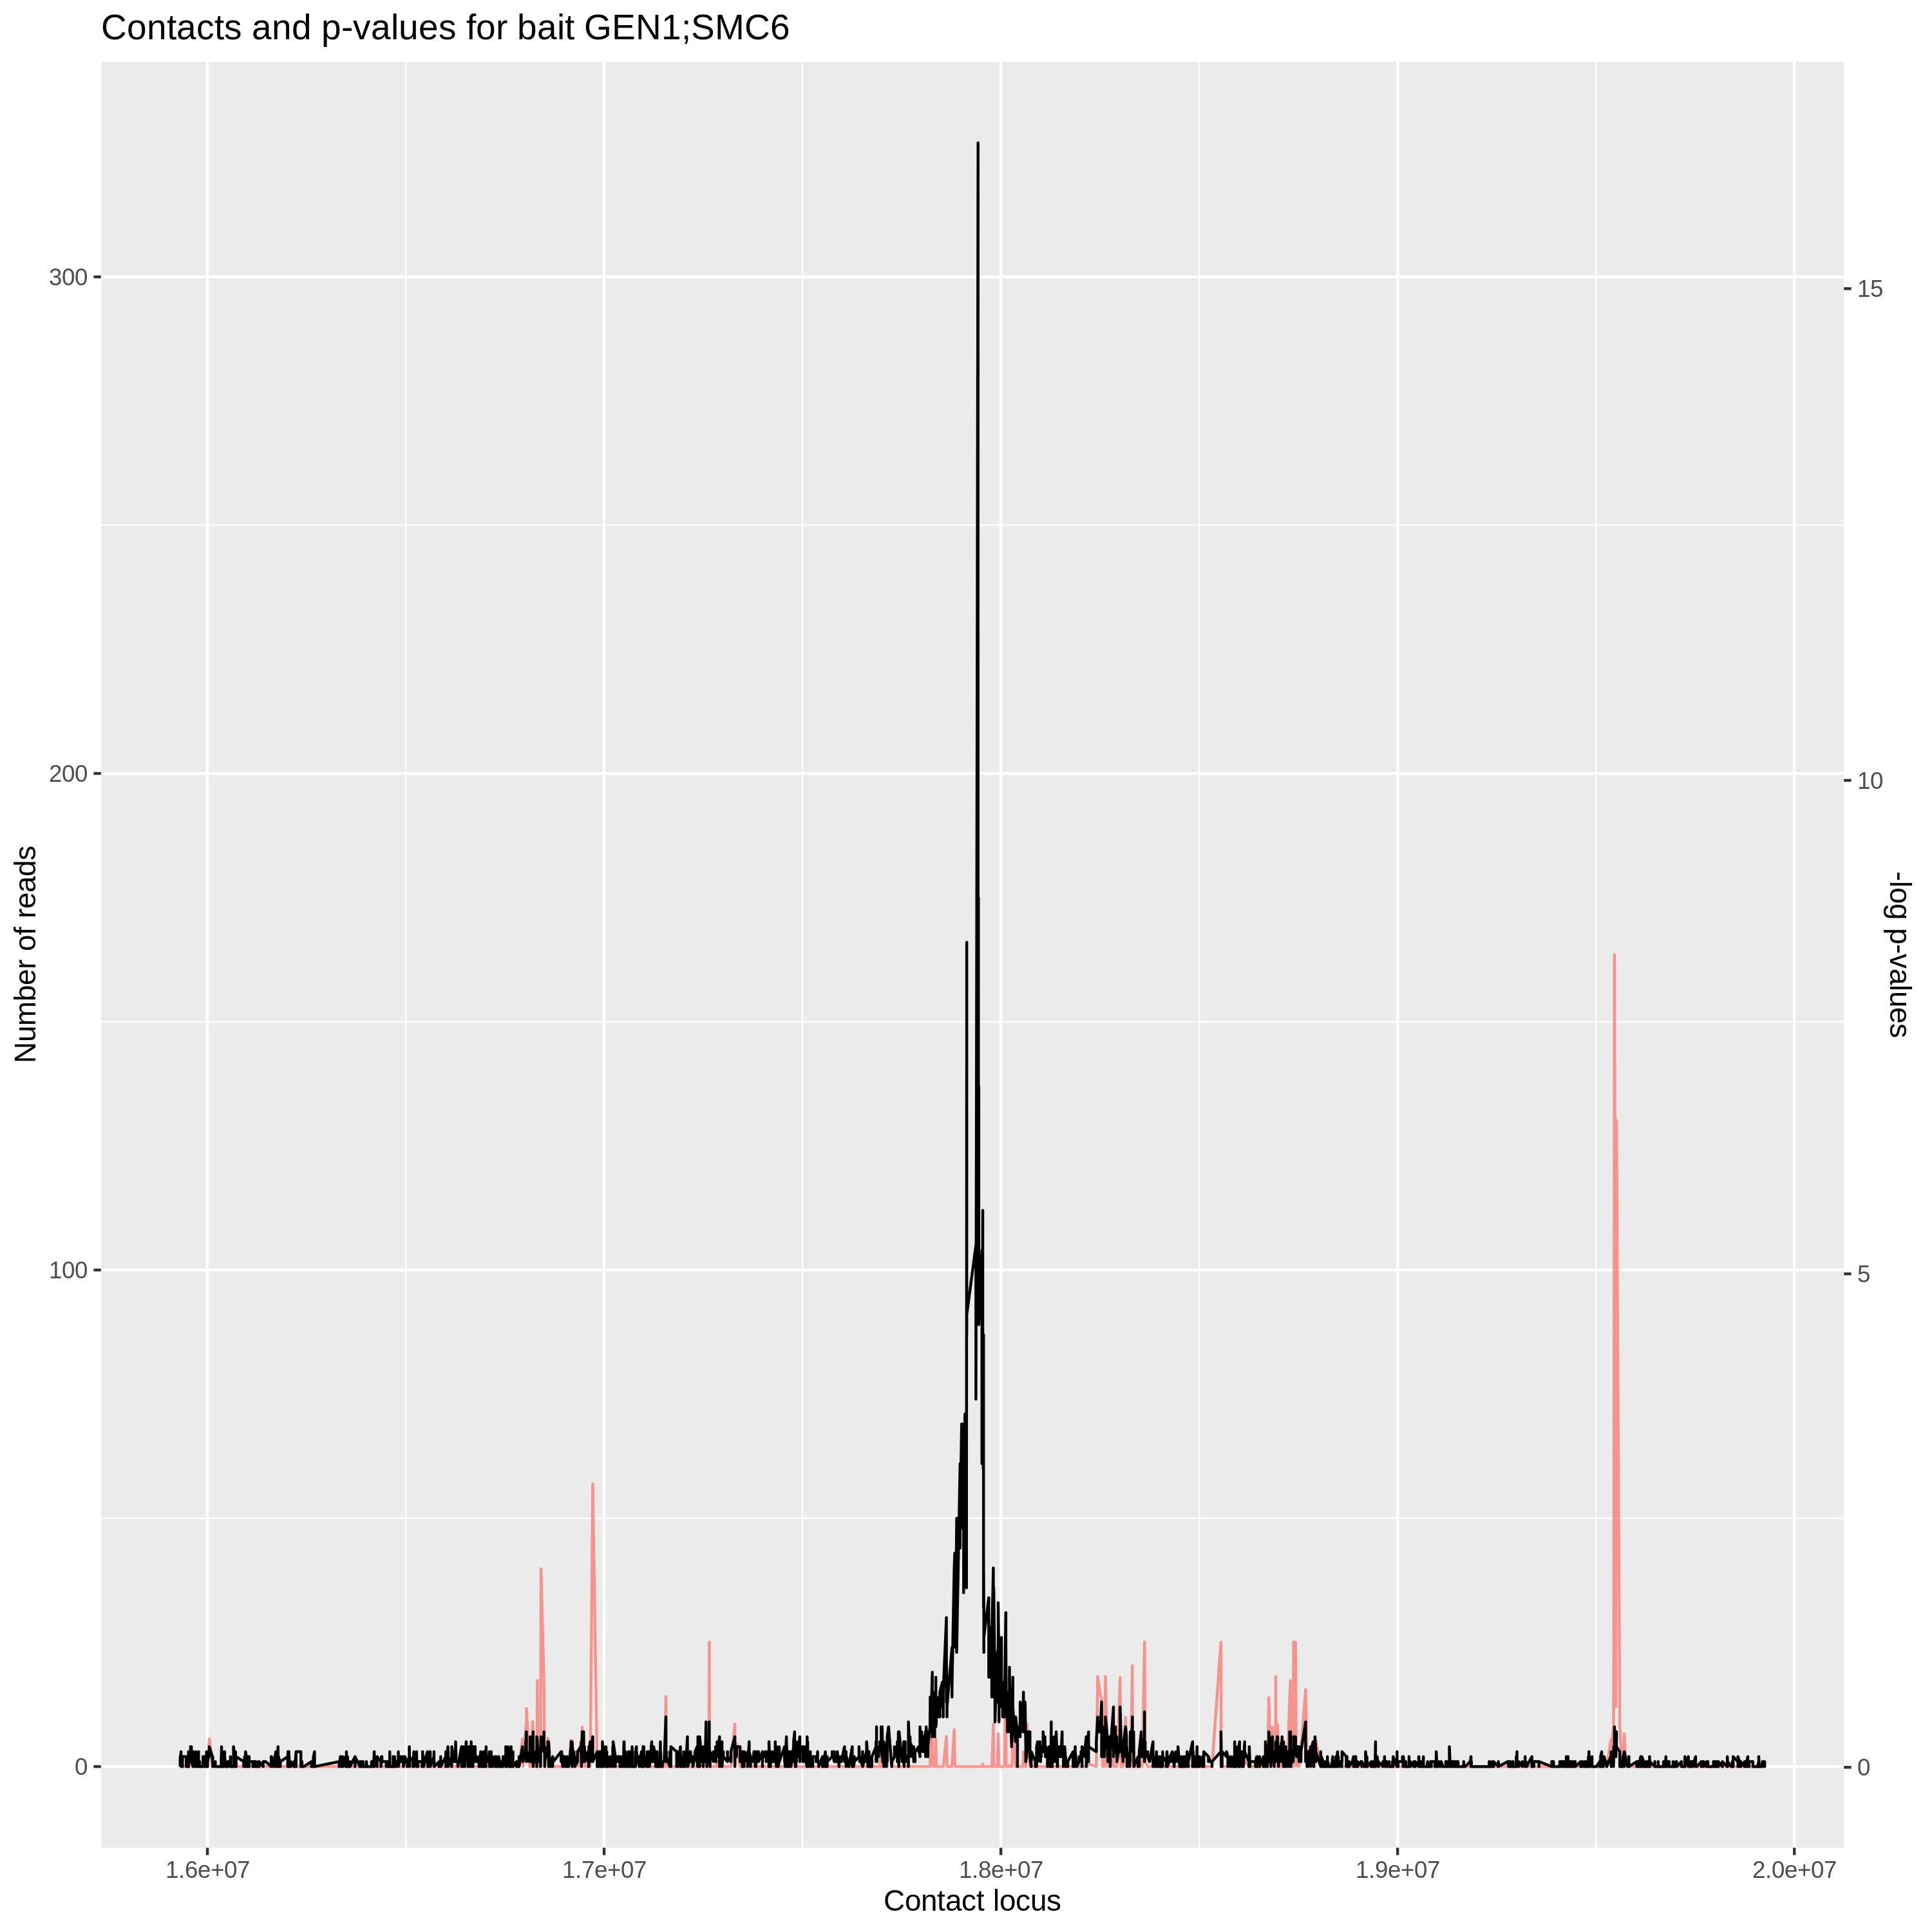 Contacts and p-values for bait GEN1;SMC6
Number of reads
300
200
100
0
15
10
5
0
-log p-values
1.6e+07
1.7e+07
1.8e+07
1.9e+07
2.0e+07
Contact locus